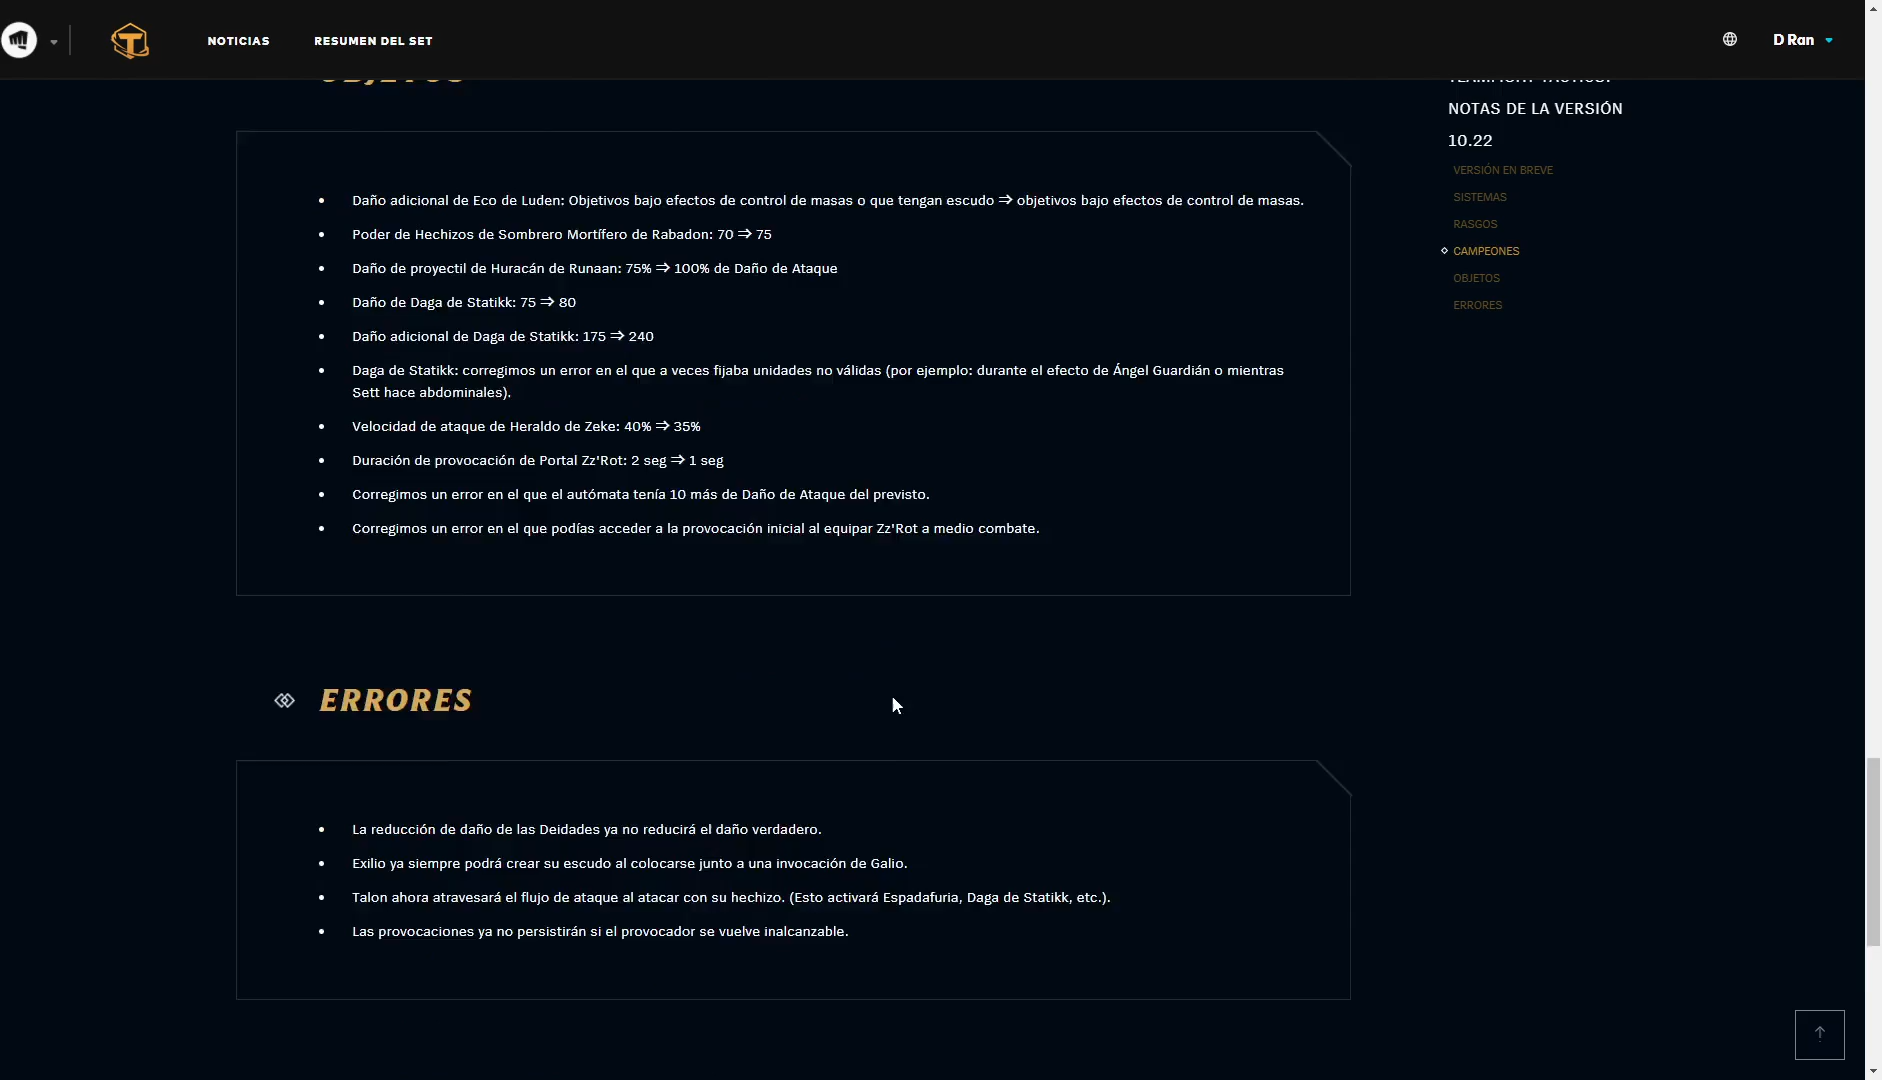 NOTICIAS
RESUMEN DEL SET
D Ran
OBJETOS
Daño adicional de Eco de Luden: Objetivos bajo efectos de control de masas o que tengan escudo ⇒ objetivos bajo efectos de control de masas.
Poder de Hechizos de Sombrero Mortífero de Rabadon: 70 ⇒ 75
Daño de proyectil de Huracán de Runaan: 75% ⇒ 100% de Daño de Ataque
Daño de Daga de Statikk: 75 ⇒ 80
Daño adicional de Daga de Statikk: 175 ⇒ 240
Daga de Statikk: corregimos un error en el que a veces fijaba unidades no válidas (por ejemplo: durante el efecto de Ángel Guardián o mientras
Sett hace abdominales).
Velocidad de ataque de Heraldo de Zeke: 40% ⇒ 35%
Duración de provocación de Portal Zz'Rot: 2 seg ⇒ 1 seg
Corregimos un error en el que el autómata tenía 10 más de Daño de Ataque del previsto.
Corregimos un error en el que podías acceder a la provocación inicial al equipar Zz'Rot a medio combate.
ERRORES
La reducción de daño de las Deidades ya no reducirá el daño verdadero.
Exilio ya siempre podrá crear su escudo al colocarse junto a una invocación de Galio.
Talon ahora atravesará el flujo de ataque al atacar con su hechizo. (Esto activará Espadafuria, Daga de Statikk, etc.).
Las provocaciones ya no persistirán si el provocador se vuelve inalcanzable.
NOTAS DE LA VERSIÓN
10.22
VERSIÓN EN BREVE
SISTEMAS
RASGOS
CAMPEONES
OBJETOS
ERRORES